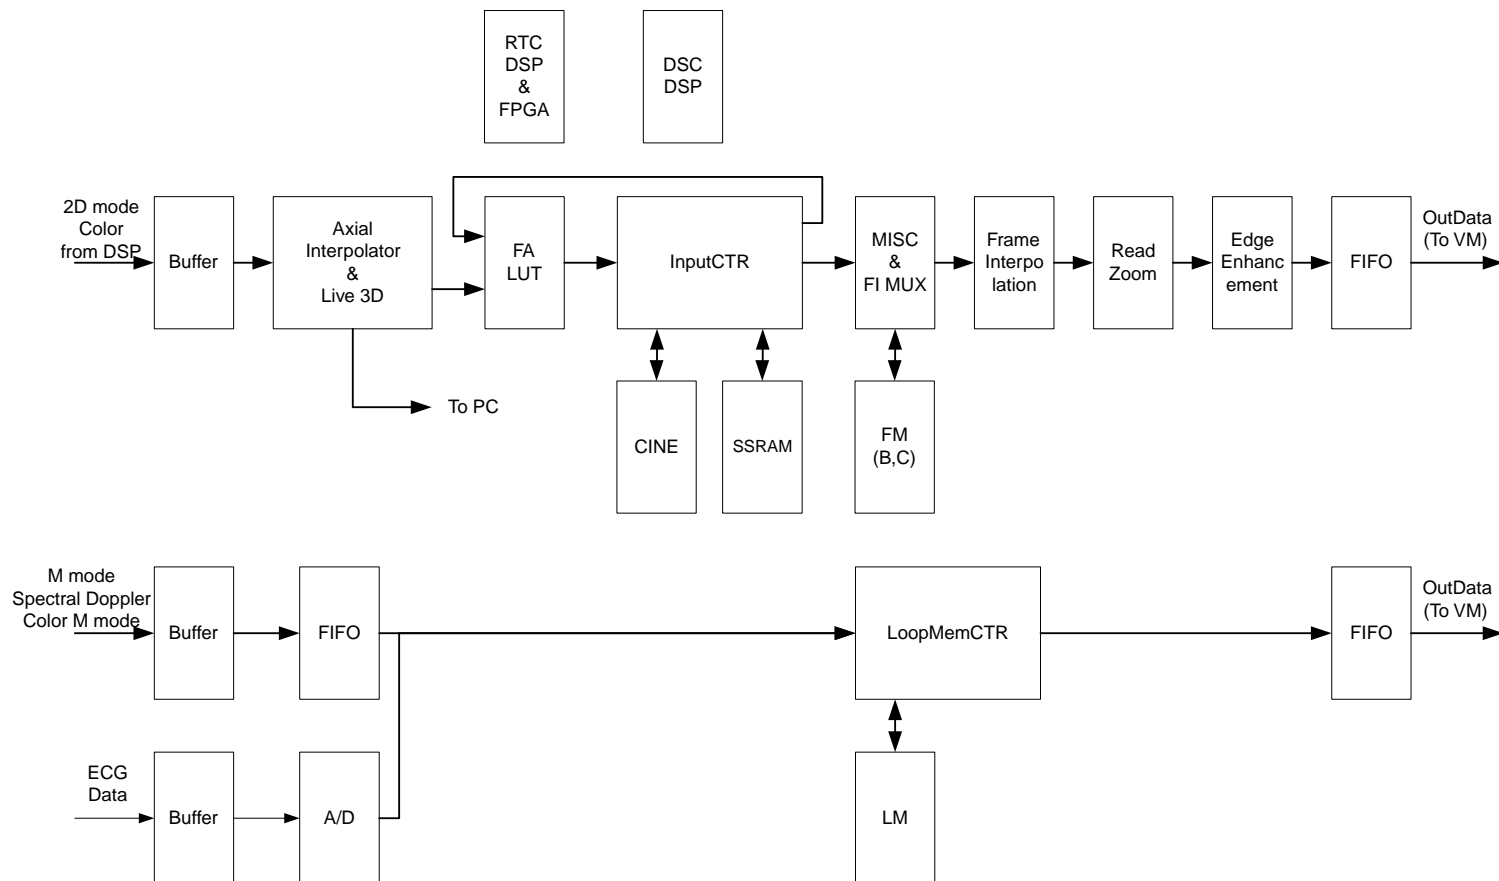 RTC
DSP
&
FPGA
DSC
DSP
2D mode
Color
from DSP
Buffer
Axial
Interpolator
&
Live 3D
FA
LUT
InputCTR
MISC
&
FI MUX
Frame
Interpo
lation
Read
Zoom
Edge
Enhanc
ement
FIFO
OutData
(To VM)
To PC
CINE
SSRAM
FM
(B,C)
M mode
Spectral Doppler
Color M mode
Buffer
FIFO
LoopMemCTR
FIFO
OutData
(To VM)
ECG
Data
Buffer
A/D
LM